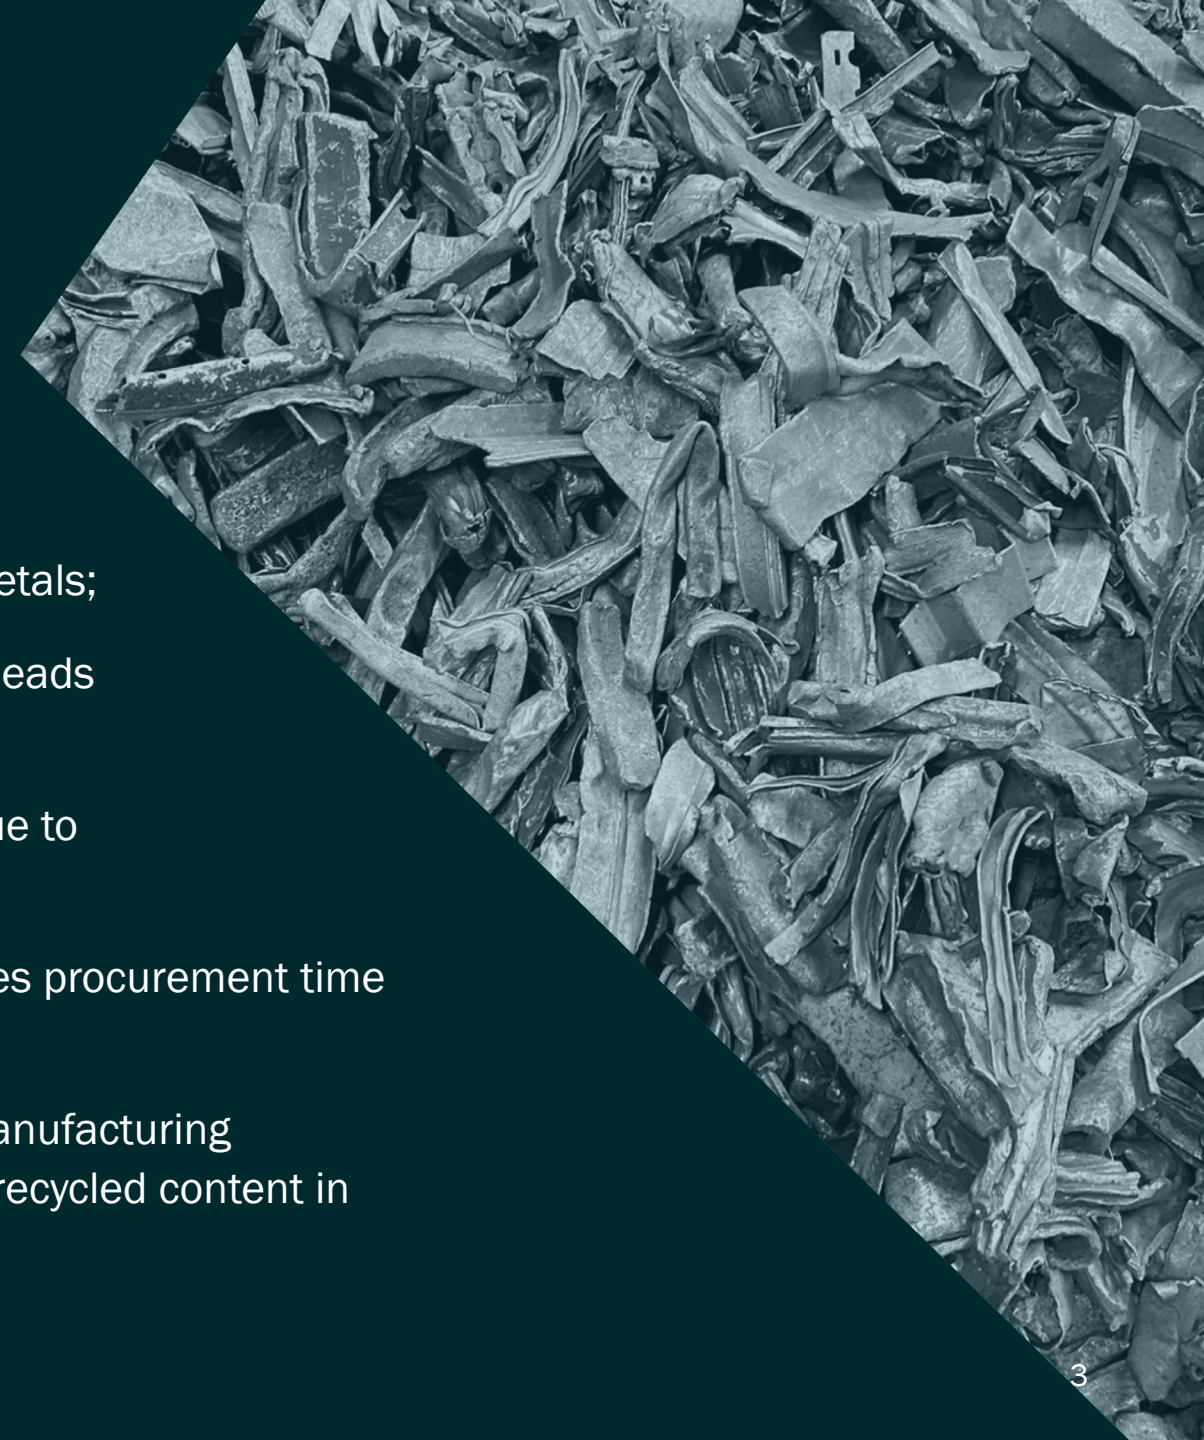 etals;
eads
ue to
es procurement time
anufacturing
recycled content in
3